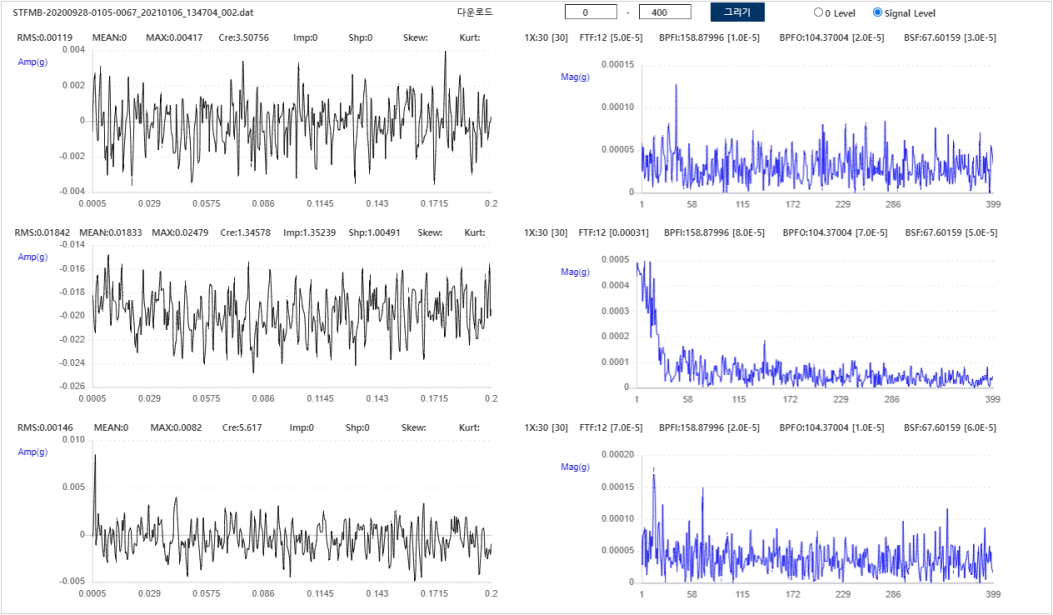 STFMB-20200928-0105-0067_20210106_134704_002.dat 다운로드 0 - 400 그리기 0 Level Signal Level
RMS:0.00119 MEAN:0 MAX:0.00417 Cre:3.50756 Imp:0 Shp:0 Skew: Kurt:
Amp(g)
0.004
0.002
0
-0.002
-0.004
0.0005 0.029 0.0575 0.086 0.1145 0.143 0.1715 0.2
1X:30 [30] FTF:12 [5.0E-5] BPFI:158.87996 [1.0E-5] BPFO:104.37004 [2.0E-5] BSF:67.60159 [3.0E-5]
Mag(g)
0.00015
0.00010
0.00005
0
1 58 115 172 229 286 399
RMS:0.01842 MEAN:0.01833 MAX:0.02479 Cre:1.34578 Imp:1.35239 Shp:1.00491 Skew: Kurt:
Amp(g)
-0.014
-0.016
-0.018
-0.020
-0.022
-0.024
-0.026
0.0005 0.029 0.0575 0.086 0.1145 0.143 0.1715 0.2
1X:30 [30] FTF:12 [0.00031] BPFI:158.87996 [8.0E-5] BPFO:104.37004 [7.0E-5] BSF:67.60159 [5.0E-5]
Mag(g)
0.0005
0.0004
0.0003
0.0002
0.0001
0
1 58 115 172 229 286 399
RMS:0.00146 MEAN:0 MAX:0.0082 Cre:5.617 Imp:0 Shp:0 Skew: Kurt:
Amp(g)
0.010
0.005
0
-0.005
0.0005 0.029 0.0575 0.086 0.1145 0.143 0.1715 0.2
1X:30 [30] FTF:12 [7.0E-5] BPFI:158.87996 [2.0E-5] BPFO:104.37004 [1.0E-5] BSF:67.60159 [6.0E-5]
Mag(g)
0.00020
0.00015
0.00010
0.00005
0
1 58 115 172 229 286 399